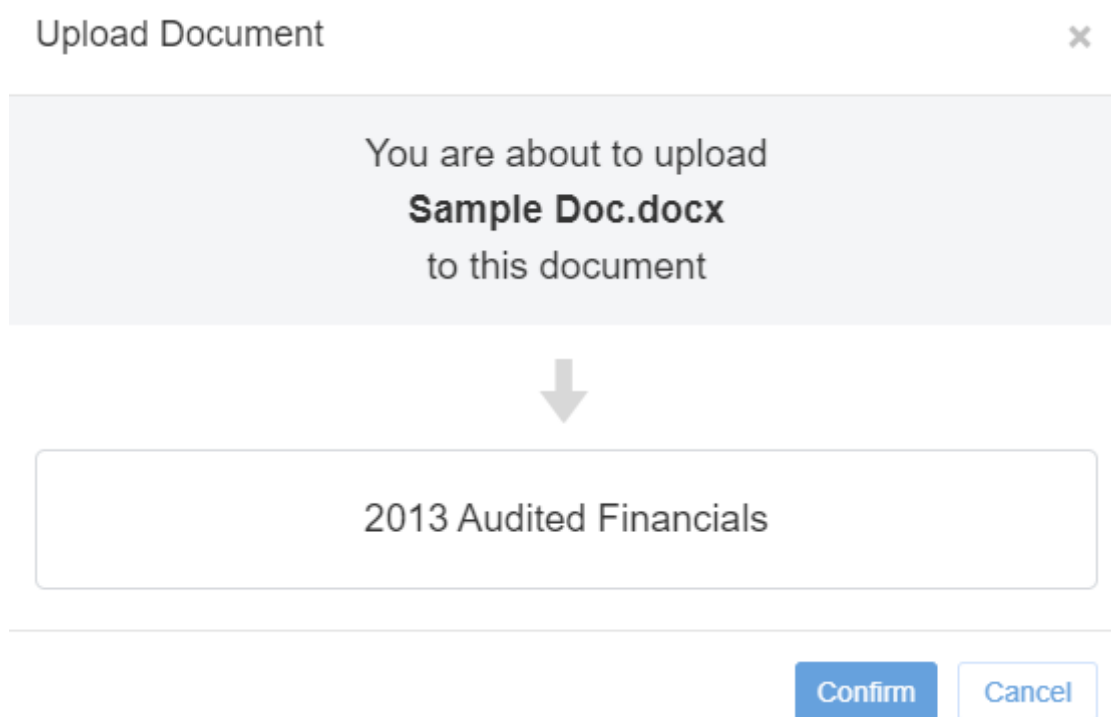 Upload Document ×
You are about to upload
Sample Doc.docx
to this document
2013 Audited Financials
Confirm Cancel